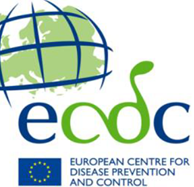 ecdc
EUROPEAN CENTRE FOR
DISEASE PREVENTION
AND CONTROL